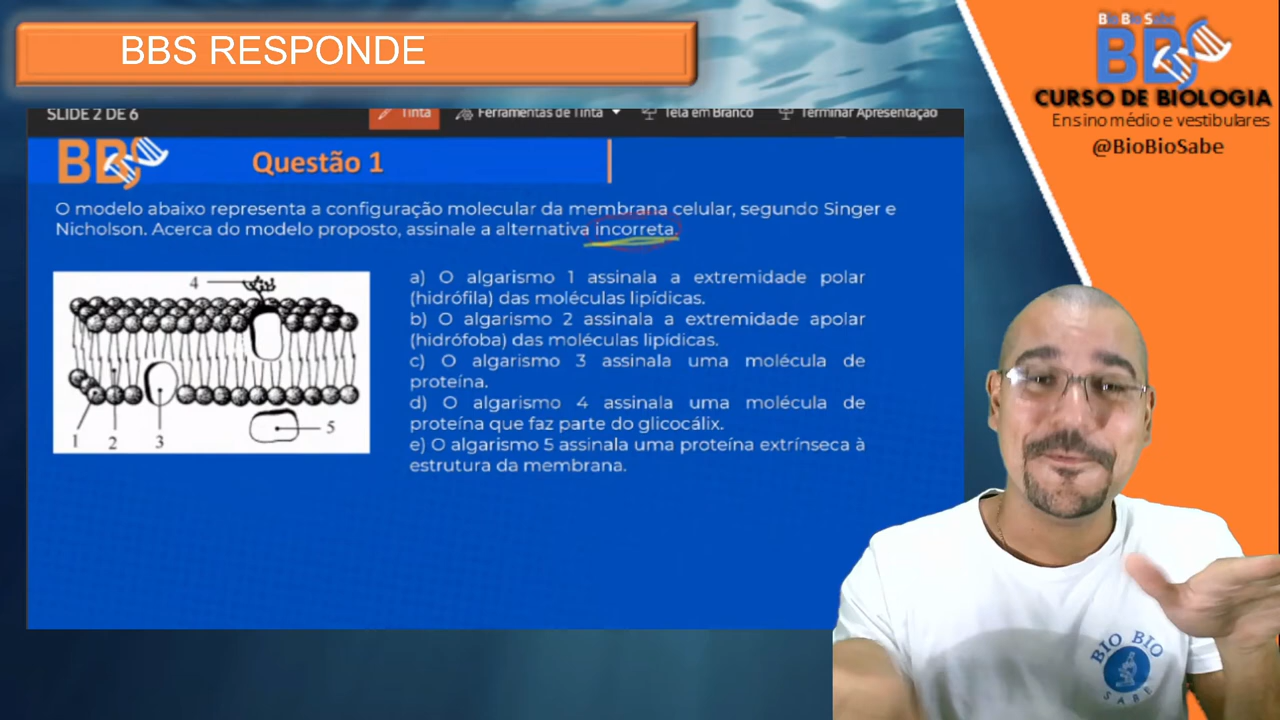 BBS RESPONDE
Bio Bio Sabe
BBS
CURSO DE BIOLOGIA
Ensino médio e vestibulares
@BioBioSabe
SLIDE 2 DE 6
Tinta
Ferramentas de Tinta
Tela em Branco
Terminar Apresentação
BBS
Questão 1
O modelo abaixo representa a configuração molecular da membrana celular, segundo Singer e
Nicholson. Acerca do modelo proposto, assinale a alternativa incorreta.
4
1
2
3
5
a) O algarismo 1 assinala a extremidade polar
(hidrófila) das moléculas lipídicas.
b) O algarismo 2 assinala a extremidade apolar
(hidrófoba) das moléculas lipídicas.
c) O algarismo 3 assinala uma molécula de
proteína.
d) O algarismo 4 assinala uma molécula de
proteína que faz parte do glicocálix.
e) O algarismo 5 assinala uma proteína extrínseca à
estrutura da membrana.
BIO BIO
SABE